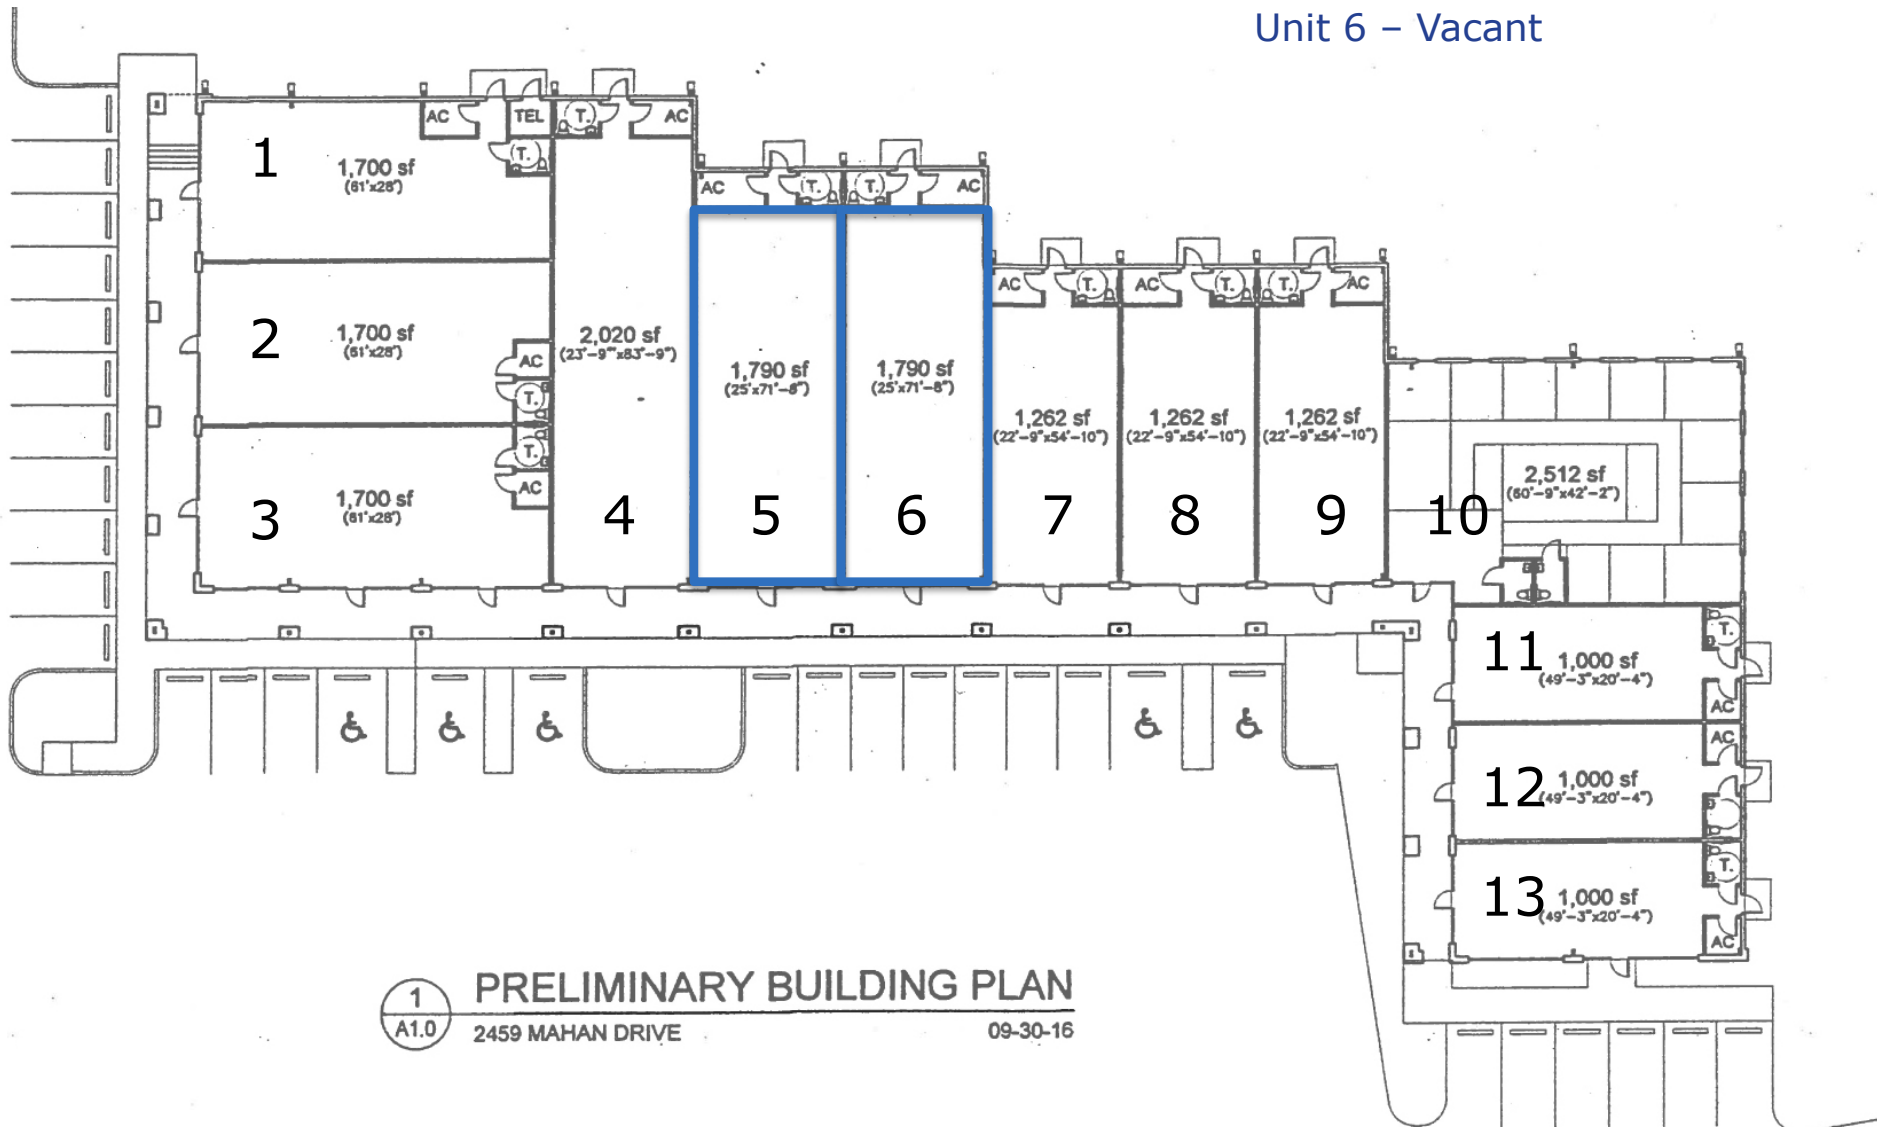 Unit 6 – Vacant
AC
TEL
T.
AC
T.
1
1,700 sf
(61'x28')
AC
T.
T.
AC
2
1,700 sf
(61'x28')
AC
T.
2,020 sf
(23'-9"x83'-9")
1,790 sf
(25'x71'-8")
1,790 sf
(25'x71'-8")
AC
T.
AC
T.
T.
AC
1,262 sf
(22'-9"x54'-10")
1,262 sf
(22'-9"x54'-10")
1,262 sf
(22'-9"x54'-10")
2,512 sf
(60'-9"x42'-2")
T.
AC
3
1,700 sf
(61'x28')
4
5
6
7
8
9
10
11
1,000 sf
(49'-3"x20'-4")
T.
AC
12
1,000 sf
(49'-3"x20'-4")
AC
13
1,000 sf
(49'-3"x20'-4")
T.
AC
1
A1.0
PRELIMINARY BUILDING PLAN
2459 MAHAN DRIVE
09-30-16